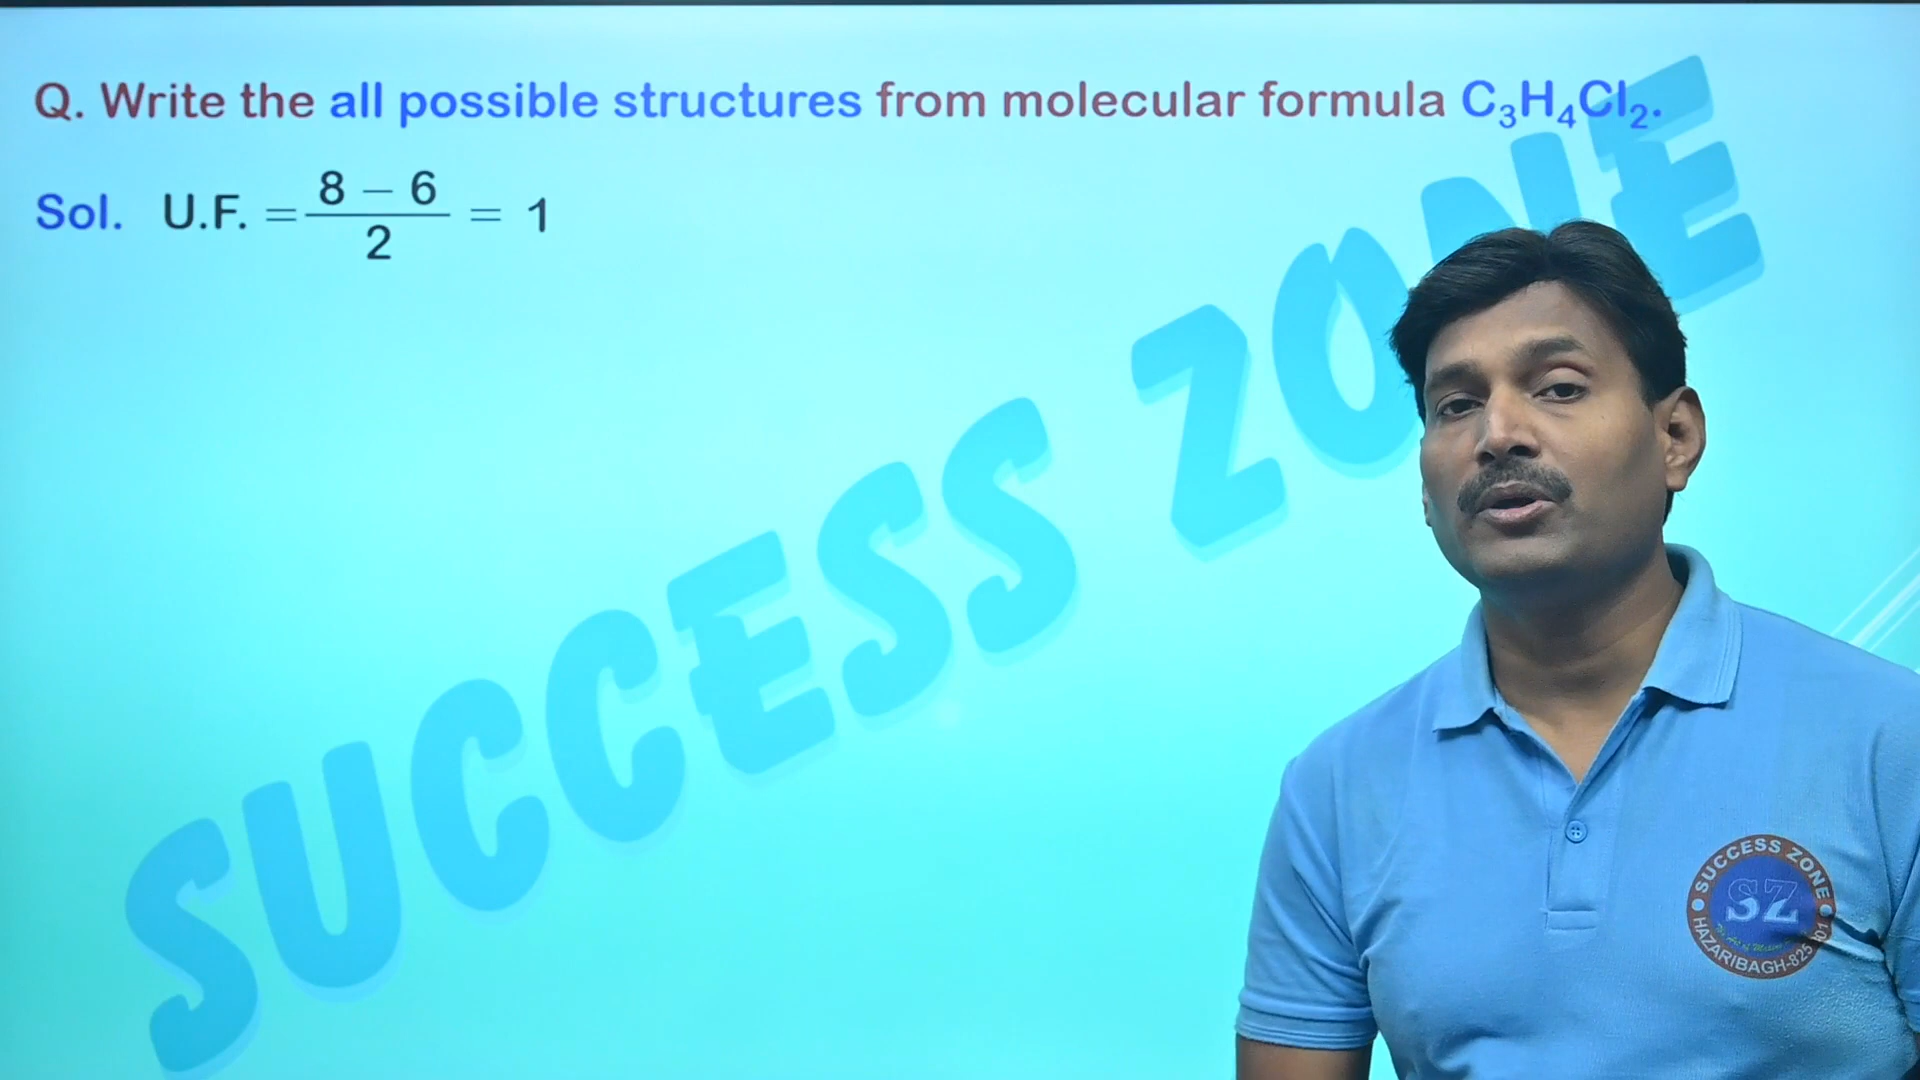 Q. Write the all possible structures from molecular formula C₃H₄Cl₂.
Sol. U.F. = (8 – 6)/2 = 1
SUCCESS ZONE
SUCCESS ZONE
SZ
HAZARIBAGH-825